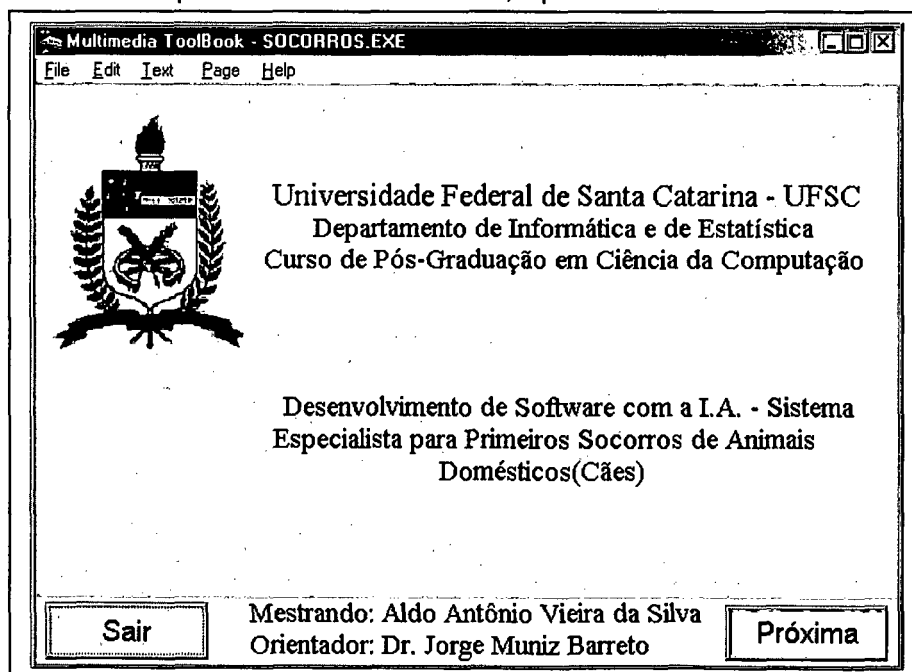 Multimedia ToolBook - SOCORROS.EXE
File Edit Text Page Help
Universidade Federal de Santa Catarina - UFSC
Departamento de Informática e de Estatística
Curso de Pós-Graduação em Ciência da Computação
Desenvolvimento de Software com a I.A. - Sistema
Especialista para Primeiros Socorros de Animais
Domésticos(Cães)
Mestrando: Aldo Antônio Vieira da Silva
Orientador: Dr. Jorge Muniz Barreto
Sair
Próxima